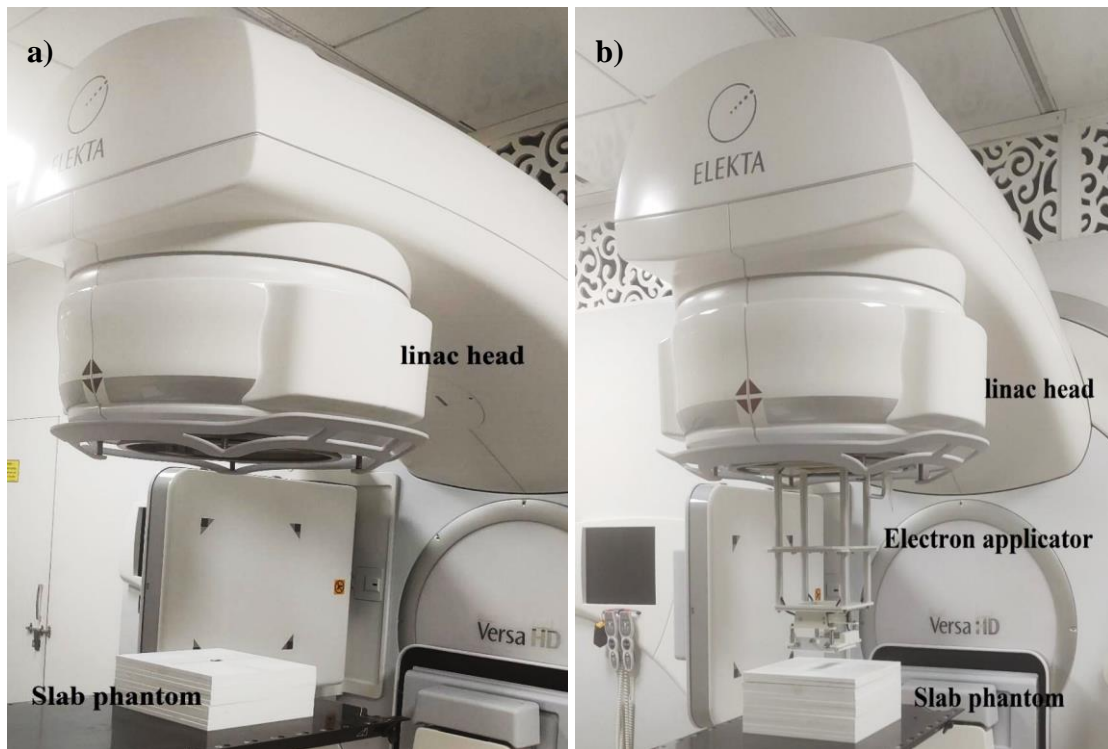 a)
ELEKTA
linac head
Versa HD
Slab phantom
b)
ELEKTA
linac head
Electron applicator
Versa HD
Slab phantom